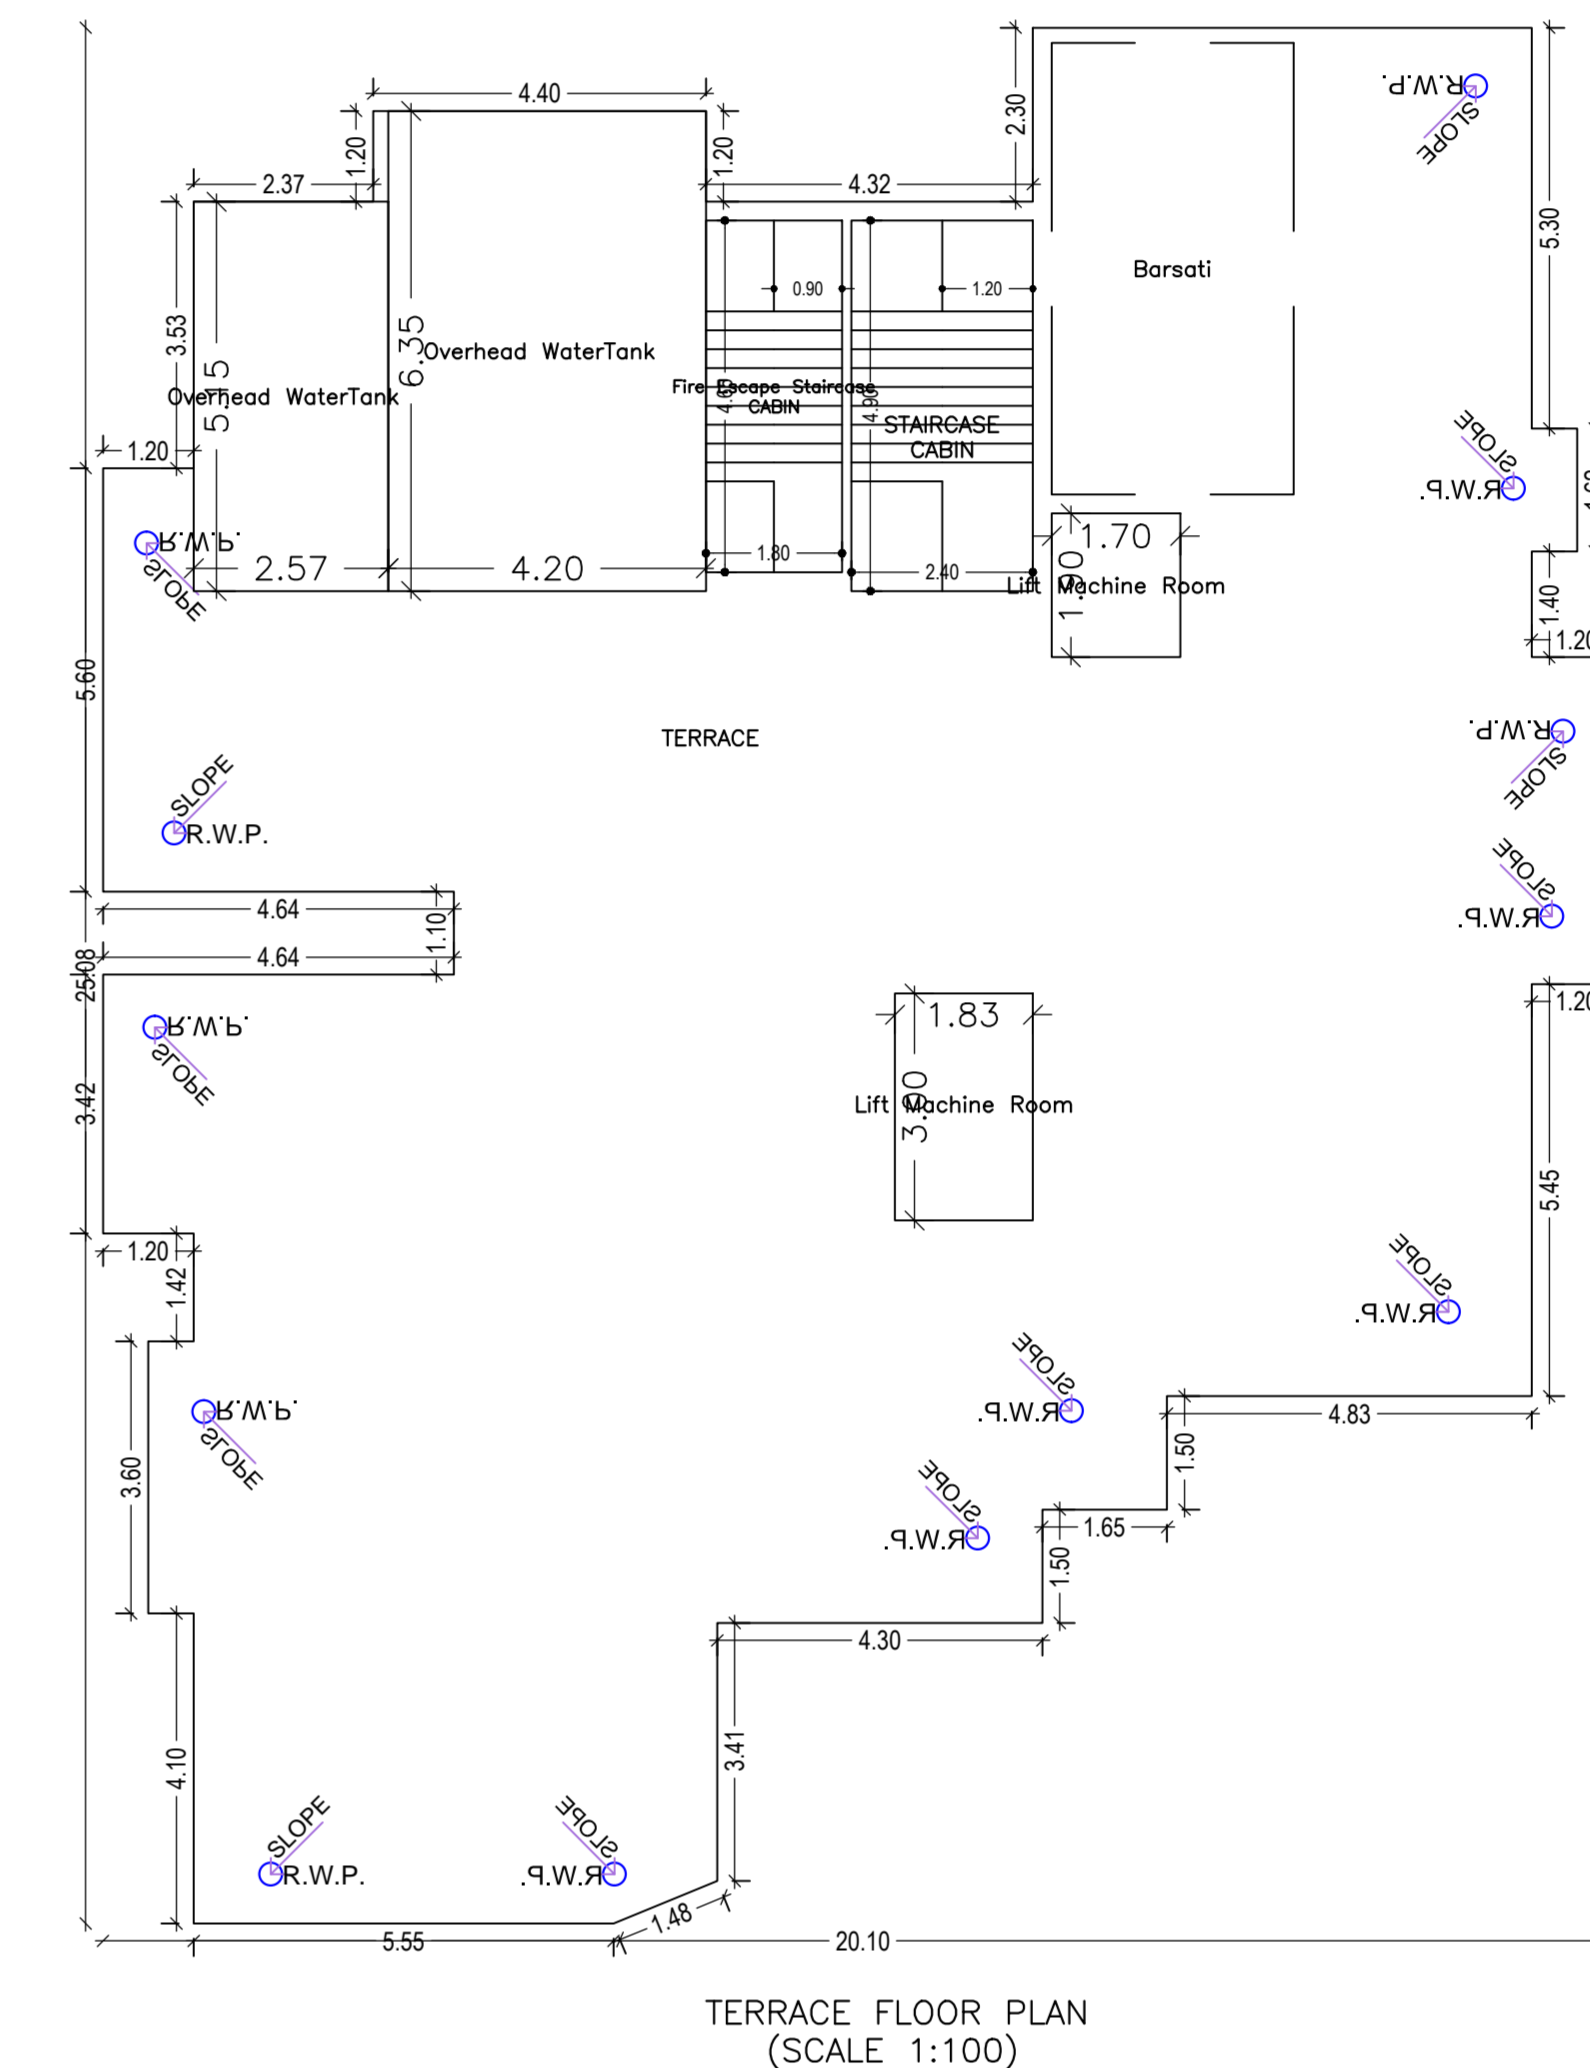 4.40
2.30
R.W.P.
SLOPE
1.20
1.20
2.37
4.32
5.30
0.90
1.20
Barsati
3.53
6.35
Overhead WaterTank
5.15
Overhead WaterTank
Fire Escape Staircase
CABIN
4.90
STAIRCASE
CABIN
SLOPE
R.W.P.
1.20
R.W.P.
SLOPE
2.57
4.20
1.80
2.40
1.70
1.90
Lift Machine Room
1.40
1.20
5.60
TERRACE
R.W.P.
SLOPE
SLOPE
R.W.P.
SLOPE
R.W.P.
4.64
1.10
4.64
25.08
1.20
R.W.P.
SLOPE
1.83
3.90
Lift Machine Room
3.42
5.45
1.20
1.42
SLOPE
R.W.P.
SLOPE
R.W.P.
R.W.P.
SLOPE
4.83
1.50
3.60
SLOPE
R.W.P.
1.65
1.50
4.30
3.41
4.10
SLOPE
R.W.P.
SLOPE
R.W.P.
1.48
5.55
20.10
TERRACE FLOOR PLAN
(SCALE 1:100)